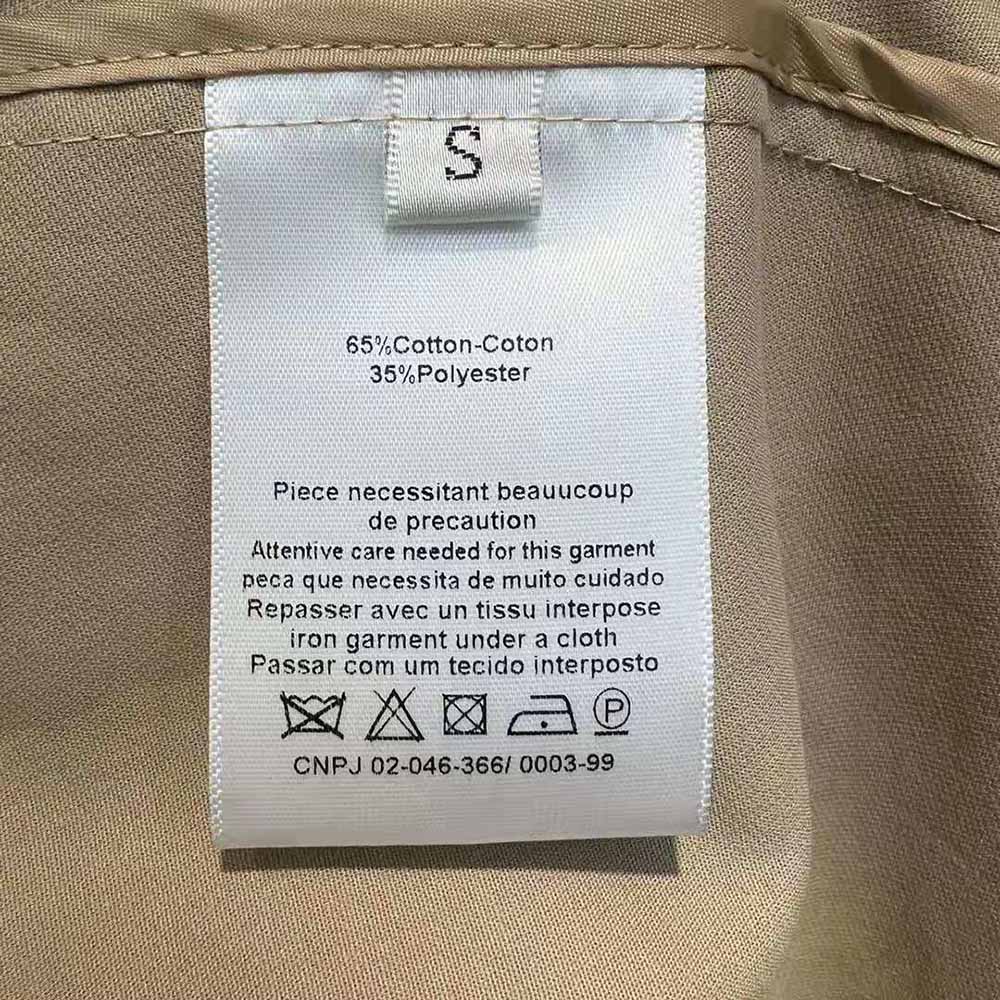 S
65%Cotton-Coton
35%Polyester
Piece necessitant beauucoup
de precaution
Attentive care needed for this garment
peca que necessita de muito cuidado
Repasser avec un tissu interpose
iron garment under a cloth
Passar com um tecido interposto
P
CNPJ 02-046-366/ 0003-99